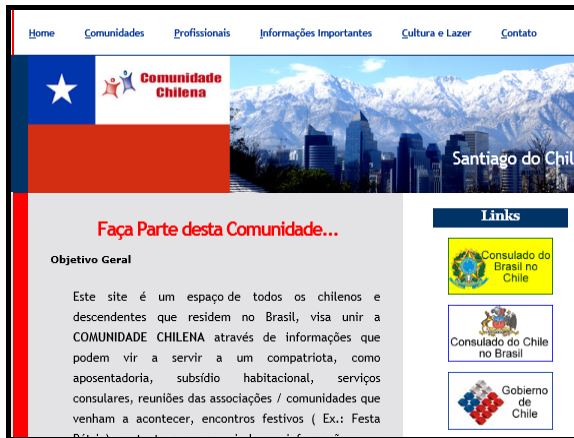 Home Comunidades Profissionais Informações Importantes Cultura e Lazer Contato
Comunidade
Chilena
Santiago do Chil
Faça Parte desta Comunidade...
Objetivo Geral
Este site é um espaço de todos os chilenos e
descendentes que residem no Brasil, visa unir a
COMUNIDADE CHILENA através de informações que
podem vir a servir a um compatriota, como
aposentadoria, subsídio habitacional, serviços
consulares, reuniões das associações / comunidades que
venham a acontecer, encontros festivos ( Ex.: Festa
Links
Consulado do
Brasil no
Chile
Consulado do Chile
no Brasil
Gobierno
de
Chile